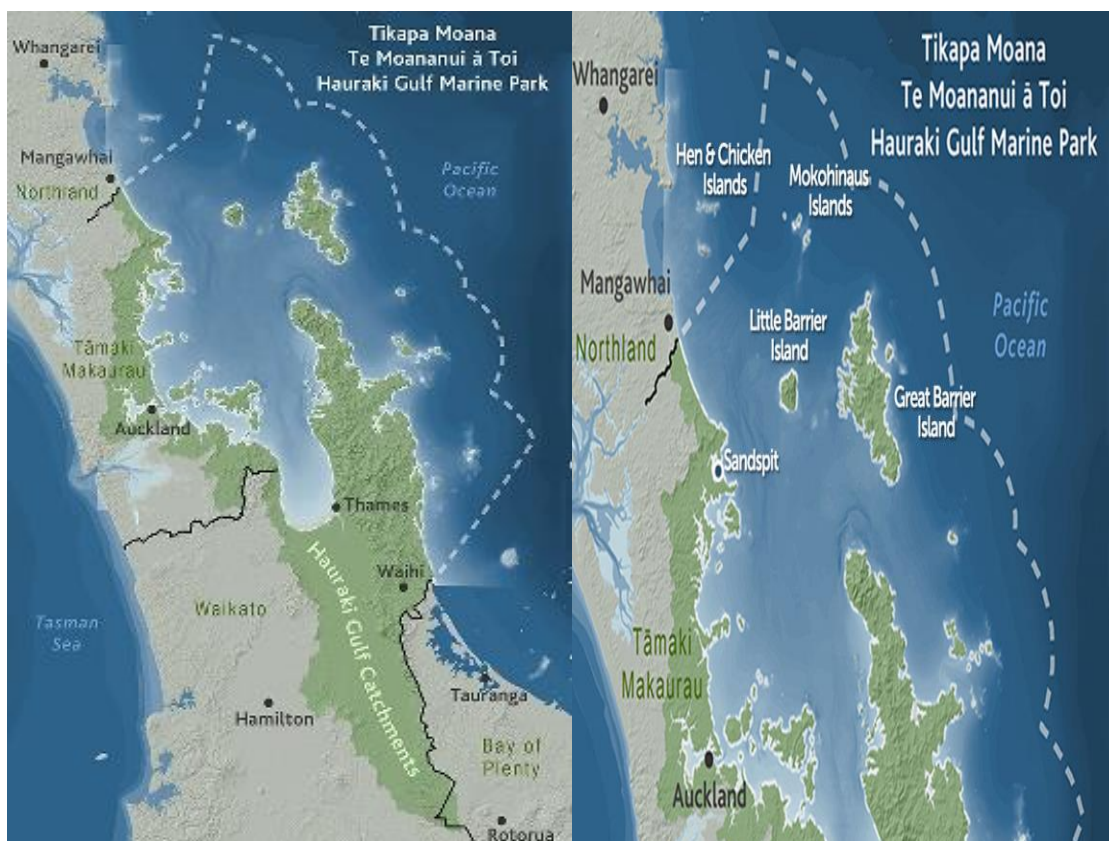 Tīkapa Moana
Te Moananui ā Toi
Hauraki Gulf Marine Park
Whangarei
Mangawhai
Northland
Pacific
Ocean
Tāmaki
Makaurau
Auckland
Thames
Hauraki Gulf Catchments
Waihi
Waikato
Tasman
Sea
Hamilton
Tauranga
Bay of
Plenty
Rotorua
Tīkapa Moana
Te Moananui ā Toi
Hauraki Gulf Marine Park
Whangarei
Hen & Chicken
Islands
Mokohinaus
Islands
Mangawhai
Northland
Little Barrier
Island
Pacific
Ocean
Great Barrier
Island
Sandspit
Tāmaki
Makaurau
Auckland